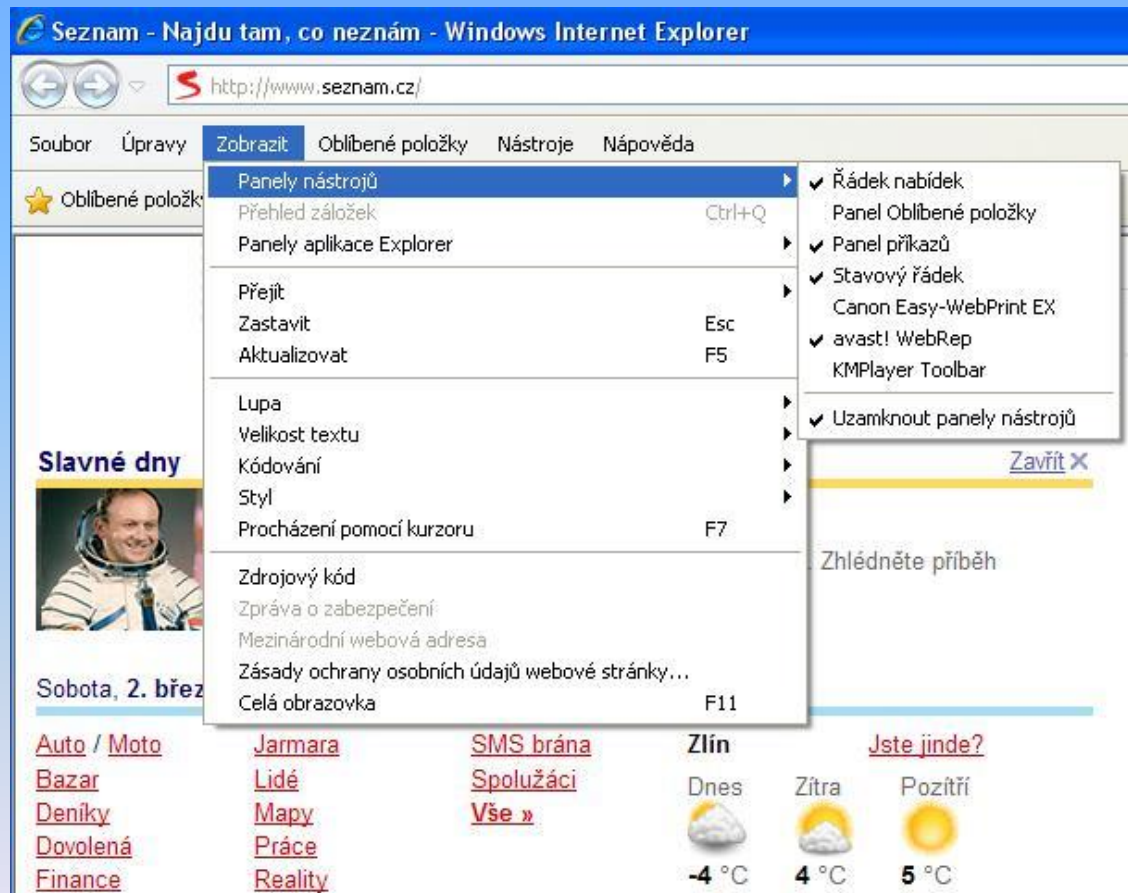 Seznam - Najdu tam, co neznám - Windows Internet Explorer
http://www.seznam.cz/
Soubor Úpravy Zobrazit Oblíbené položky Nástroje Nápověda
Oblíbené položk
Panely nástrojů
Přehled záložek Ctrl+Q
Panely aplikace Explorer
Přejít
Zastavit Esc
Aktualizovat F5
Lupa
Velikost textu
Kódování
Styl
Procházení pomocí kurzoru F7
Zdrojový kód
Zpráva o zabezpečení
Mezinárodní webová adresa
Zásady ochrany osobních údajů webové stránky...
Celá obrazovka F11
Řádek nabídek
Panel Oblíbené položky
Panel příkazů
Stavový řádek
Canon Easy-WebPrint EX
avast! WebRep
KMPlayer Toolbar
Uzamknout panely nástrojů
Slavné dny Zavřít
. Zhlédněte příběh
Sobota, 2. břez
Auto / Moto Jarmara SMS brána Zlín Jste jinde?
Bazar Lidé Spolužáci Dnes Zítra Pozítří
Deníky Mapy Vše »
Dovolená Práce
Finance Reality -4 °C 4 °C 5 °C